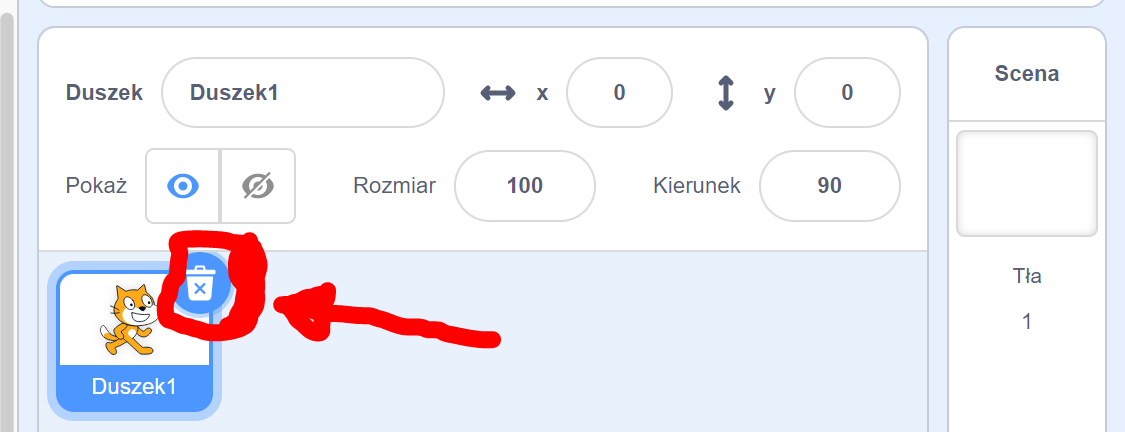 Duszek Duszek1 x 0 y 0
Pokaż Rozmiar 100 Kierunek 90
Duszek1
Scena
Tła
1